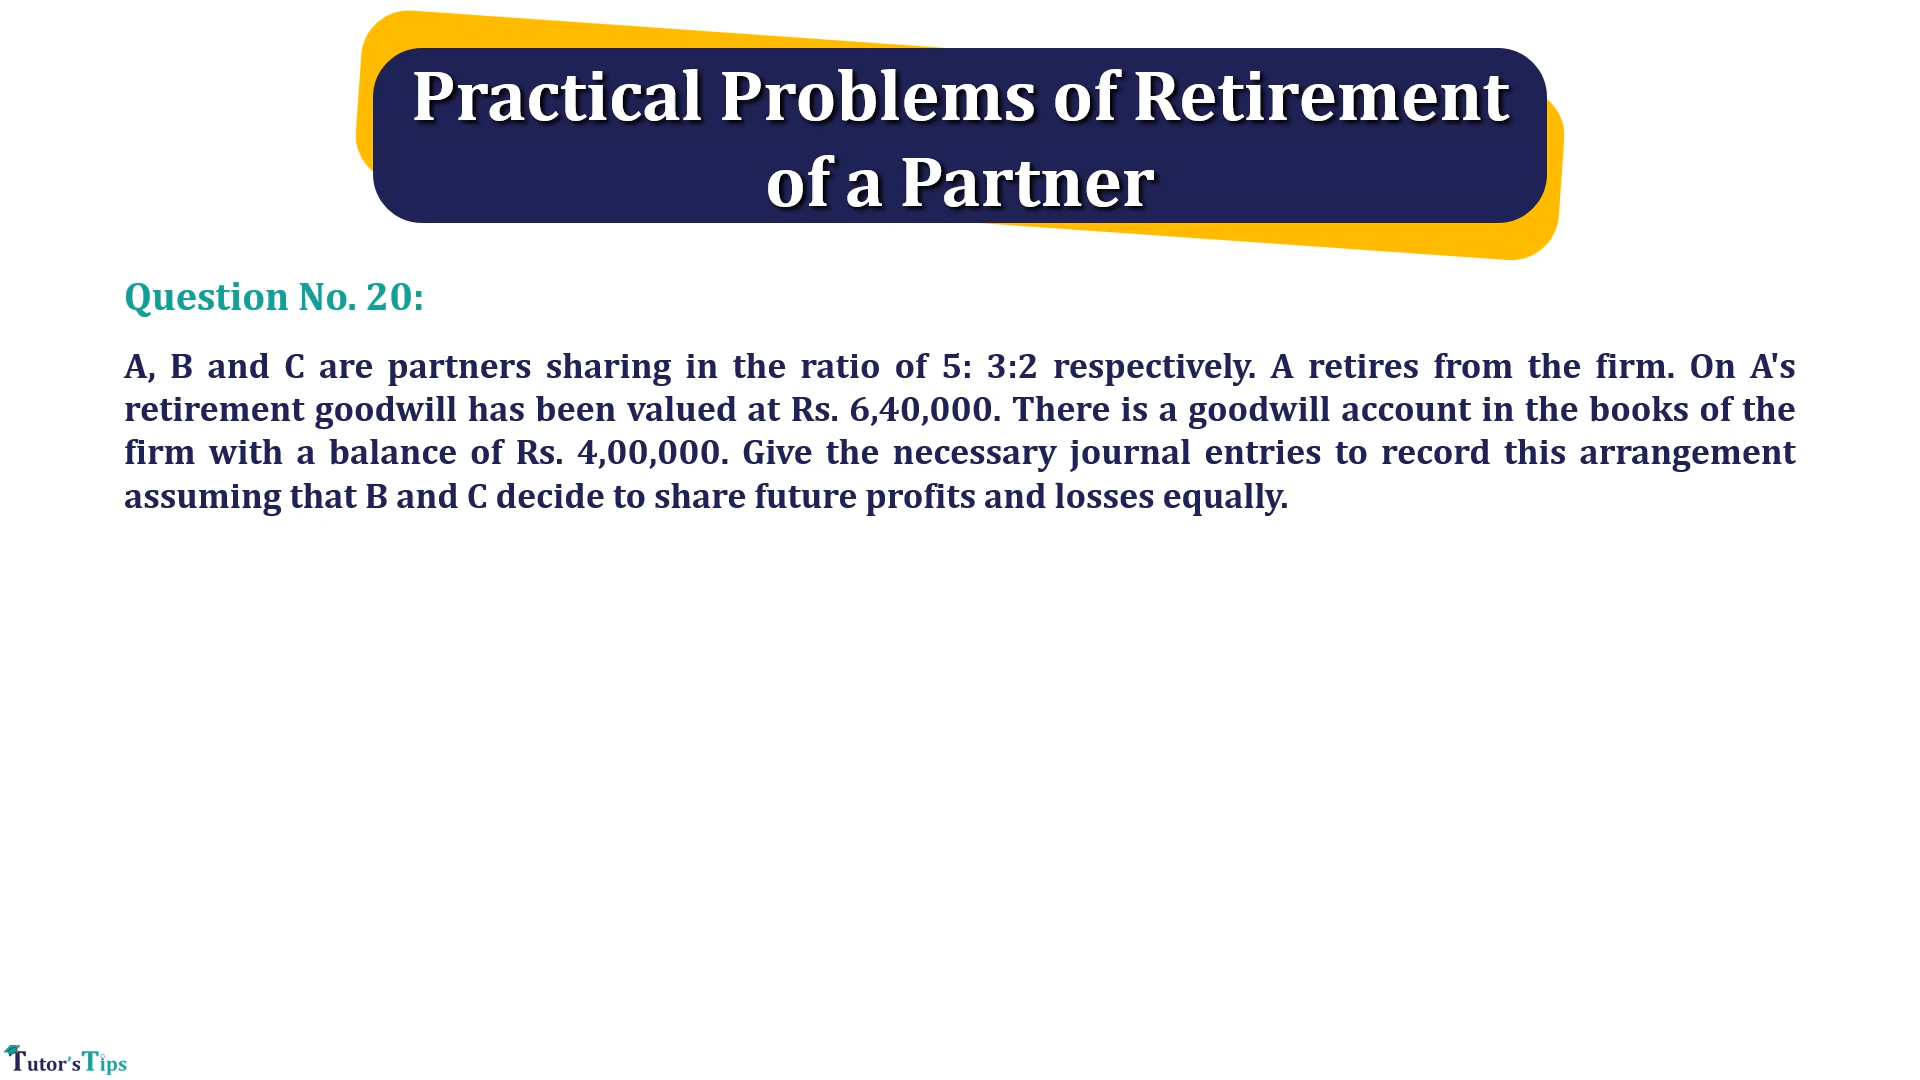 Practical Problems of Retirement
of a Partner
Question No. 20:
A, B and C are partners sharing in the ratio of 5: 3:2 respectively. A retires from the firm. On A's
retirement goodwill has been valued at Rs. 6,40,000. There is a goodwill account in the books of the
firm with a balance of Rs. 4,00,000. Give the necessary journal entries to record this arrangement
assuming that B and C decide to share future profits and losses equally.
Tutor'sTips